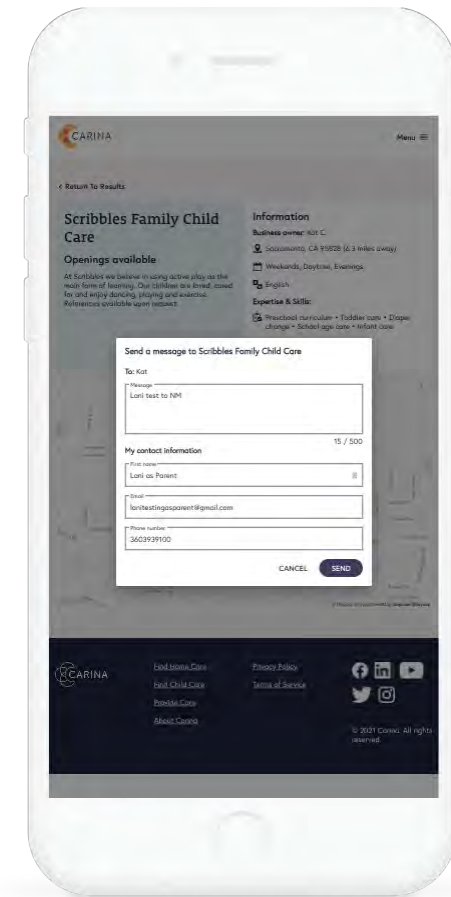 CARINA
Menu
< Return To Results
Scribbles Family Child
Care
Openings available
At Scribbles we believe in using active play as the
main form of learning. Our children are loved, cared
for and enjoy dancing, playing and exercise.
References available upon request.
Information
Business owner: Kat C.
Sacramento, CA 95828 (6.3 miles away)
Weekends, Daytime, Evenings
English
Expertise & Skills:
Preschool curriculum • Toddler care • Diaper
change • School age care • Infant care
Send a message to Scribbles Family Child Care
To: Kat
Message
Lani test to NM
15 / 500
My contact information
First name
Lani as Parent
Email
lanitestingasparent@gmail.com
Phone number
3603939100
CANCEL
SEND
CARINA
Find Home Care
Find Child Care
Provide Care
About Carina
Privacy Policy
Terms of Service
© 2021 Carina. All rights
reserved.